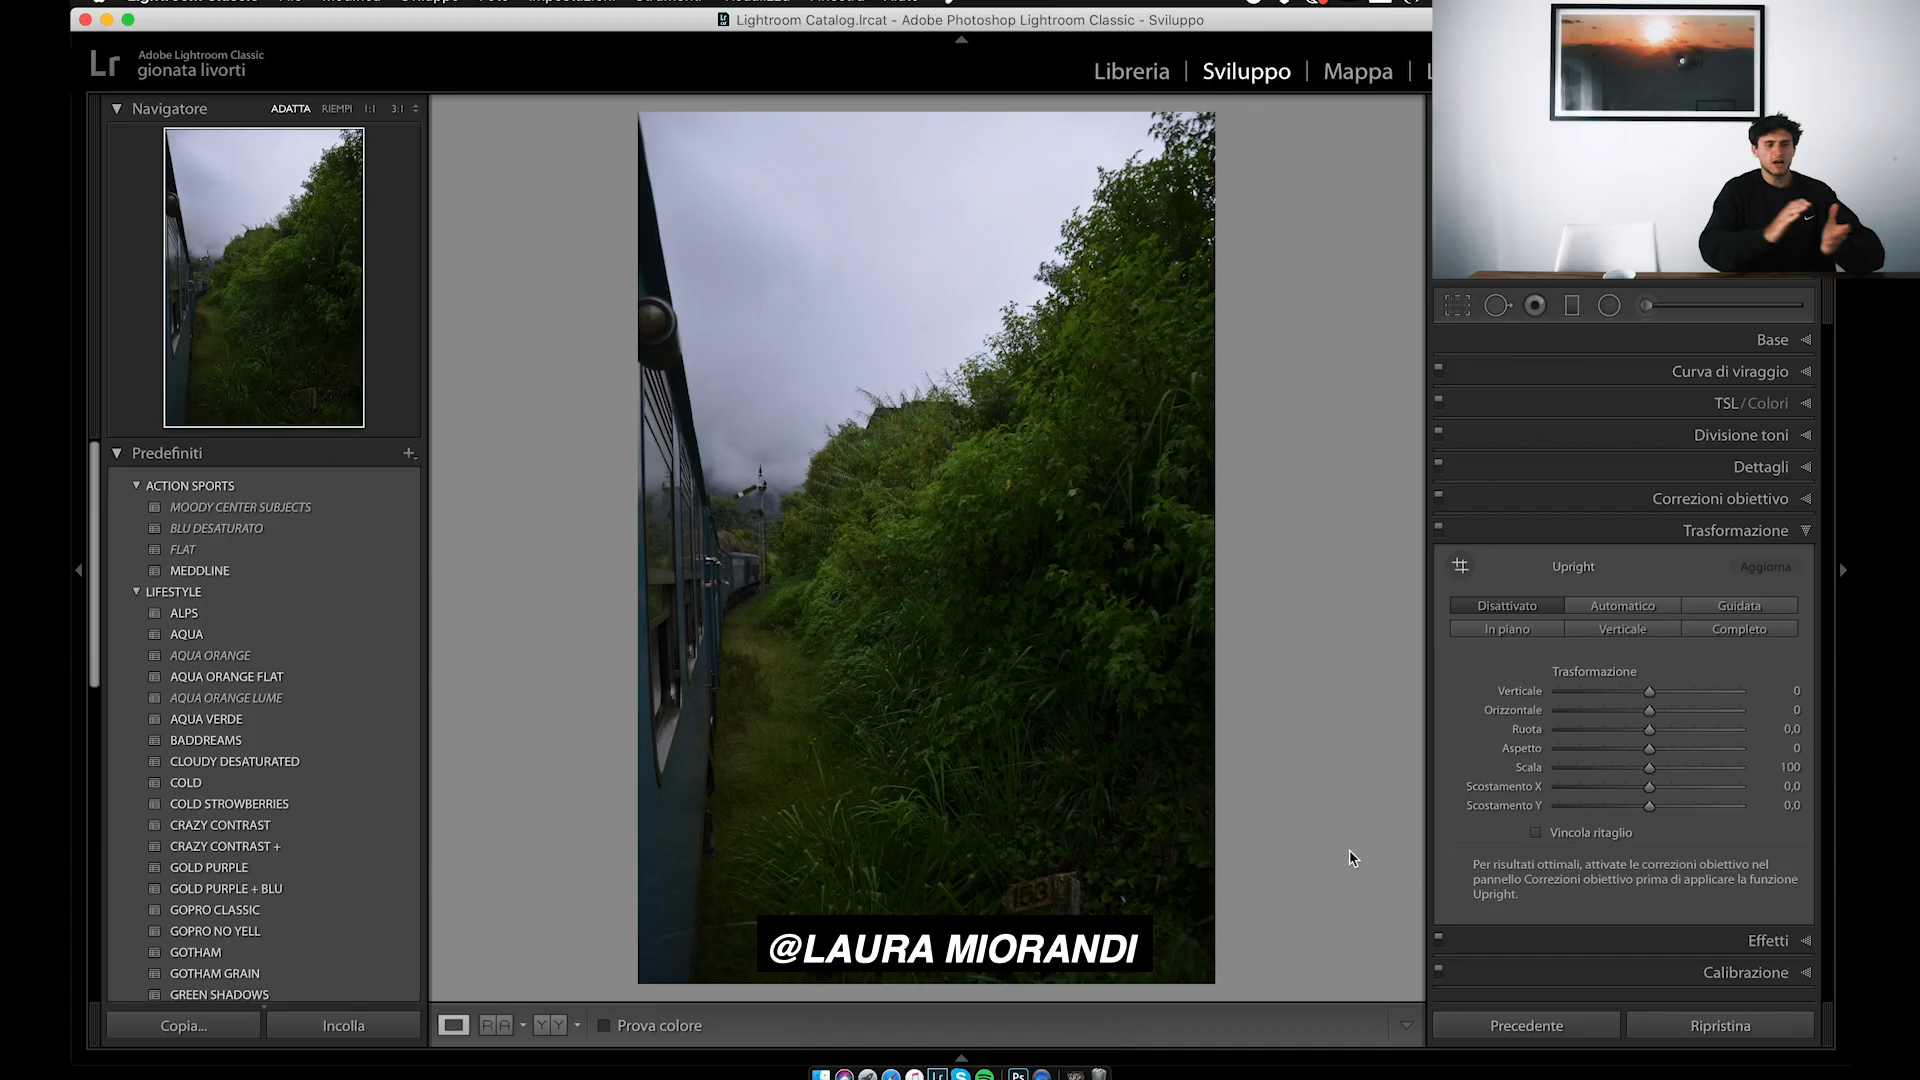 Lightroom Catalog.lrcat - Adobe Photoshop Lightroom Classic - Sviluppo
Lr
Adobe Lightroom Classic
gionata livorti
Libreria | Sviluppo | Mappa |
Navigatore
ADATTA RIEMPI 1:1 3:1
Predefiniti
ACTION SPORTS
MOODY CENTER SUBJECTS
BLU DESATURATO
FLAT
MEDDLINE
LIFESTYLE
ALPS
AQUA
AQUA ORANGE
AQUA ORANGE FLAT
AQUA ORANGE LUME
AQUA VERDE
BADDREAMS
CLOUDY DESATURATED
COLD
COLD STROWBERRIES
CRAZY CONTRAST
CRAZY CONTRAST +
GOLD PURPLE
GOLD PURPLE + BLU
GOPRO CLASSIC
GOPRO NO YELL
GOTHAM
GOTHAM GRAIN
GREEN SHADOWS
Copia...
Incolla
@LAURA MIORANDI
R A
Y Y
Prova colore
Base
Curva di viraggio
TSL / Colori
Divisione toni
Dettagli
Correzioni obiettivo
Trasformazione
Upright
Aggiorna
Disattivato Automatico Guidata
In piano Verticale Completo
Trasformazione
Verticale 0
Orizzontale 0
Ruota 0,0
Aspetto 0
Scala 100
Scostamento X 0,0
Scostamento Y 0,0
Vincola ritaglio
Per risultati ottimali, attivate le correzioni obiettivo nel
pannello Correzioni obiettivo prima di applicare la funzione
Upright.
Effetti
Calibrazione
Precedente
Ripristina